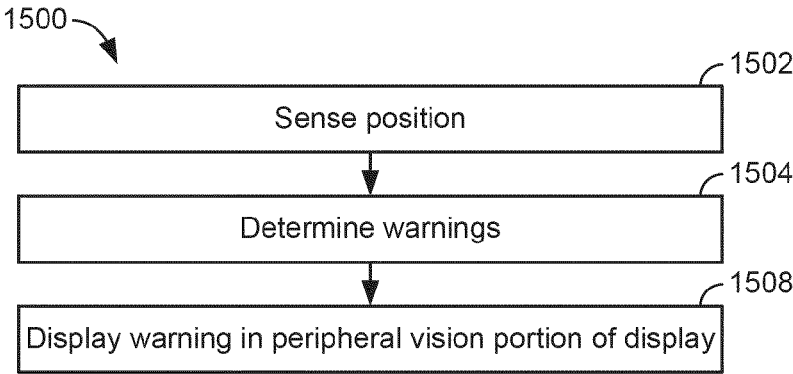 1500
1502
Sense position
1504
Determine warnings
1508
Display warning in peripheral vision portion of display